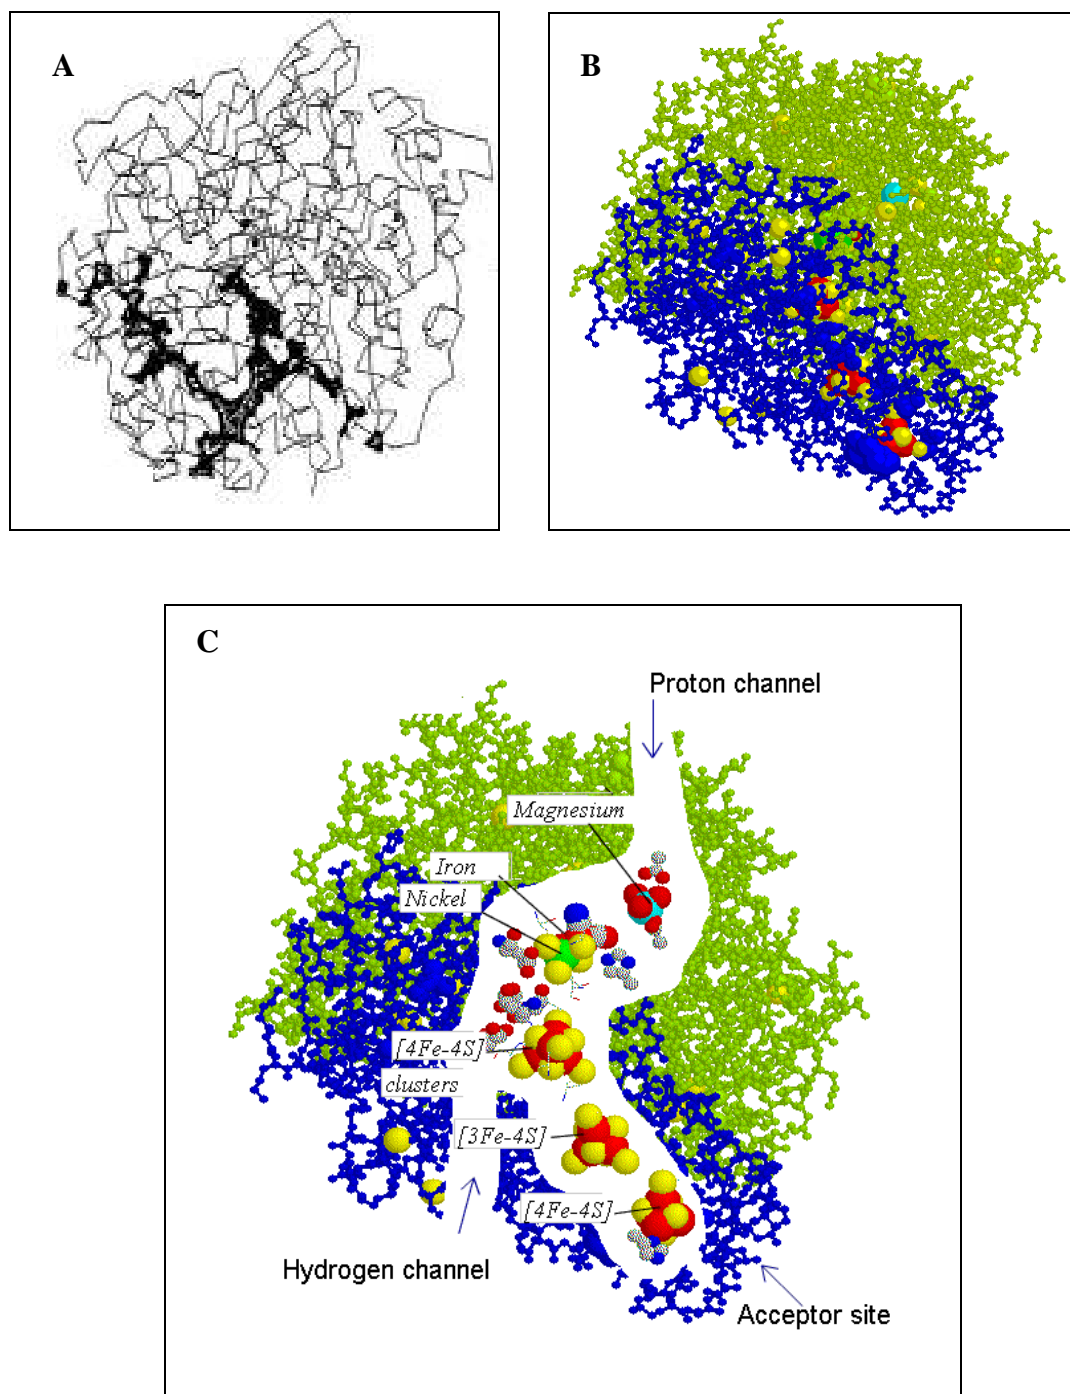 A
B
C
Proton channel
Magnesium
Iron
Nickel
[4Fe-4S]
clusters
[3Fe-4S]
[4Fe-4S]
Hydrogen channel
Acceptor site